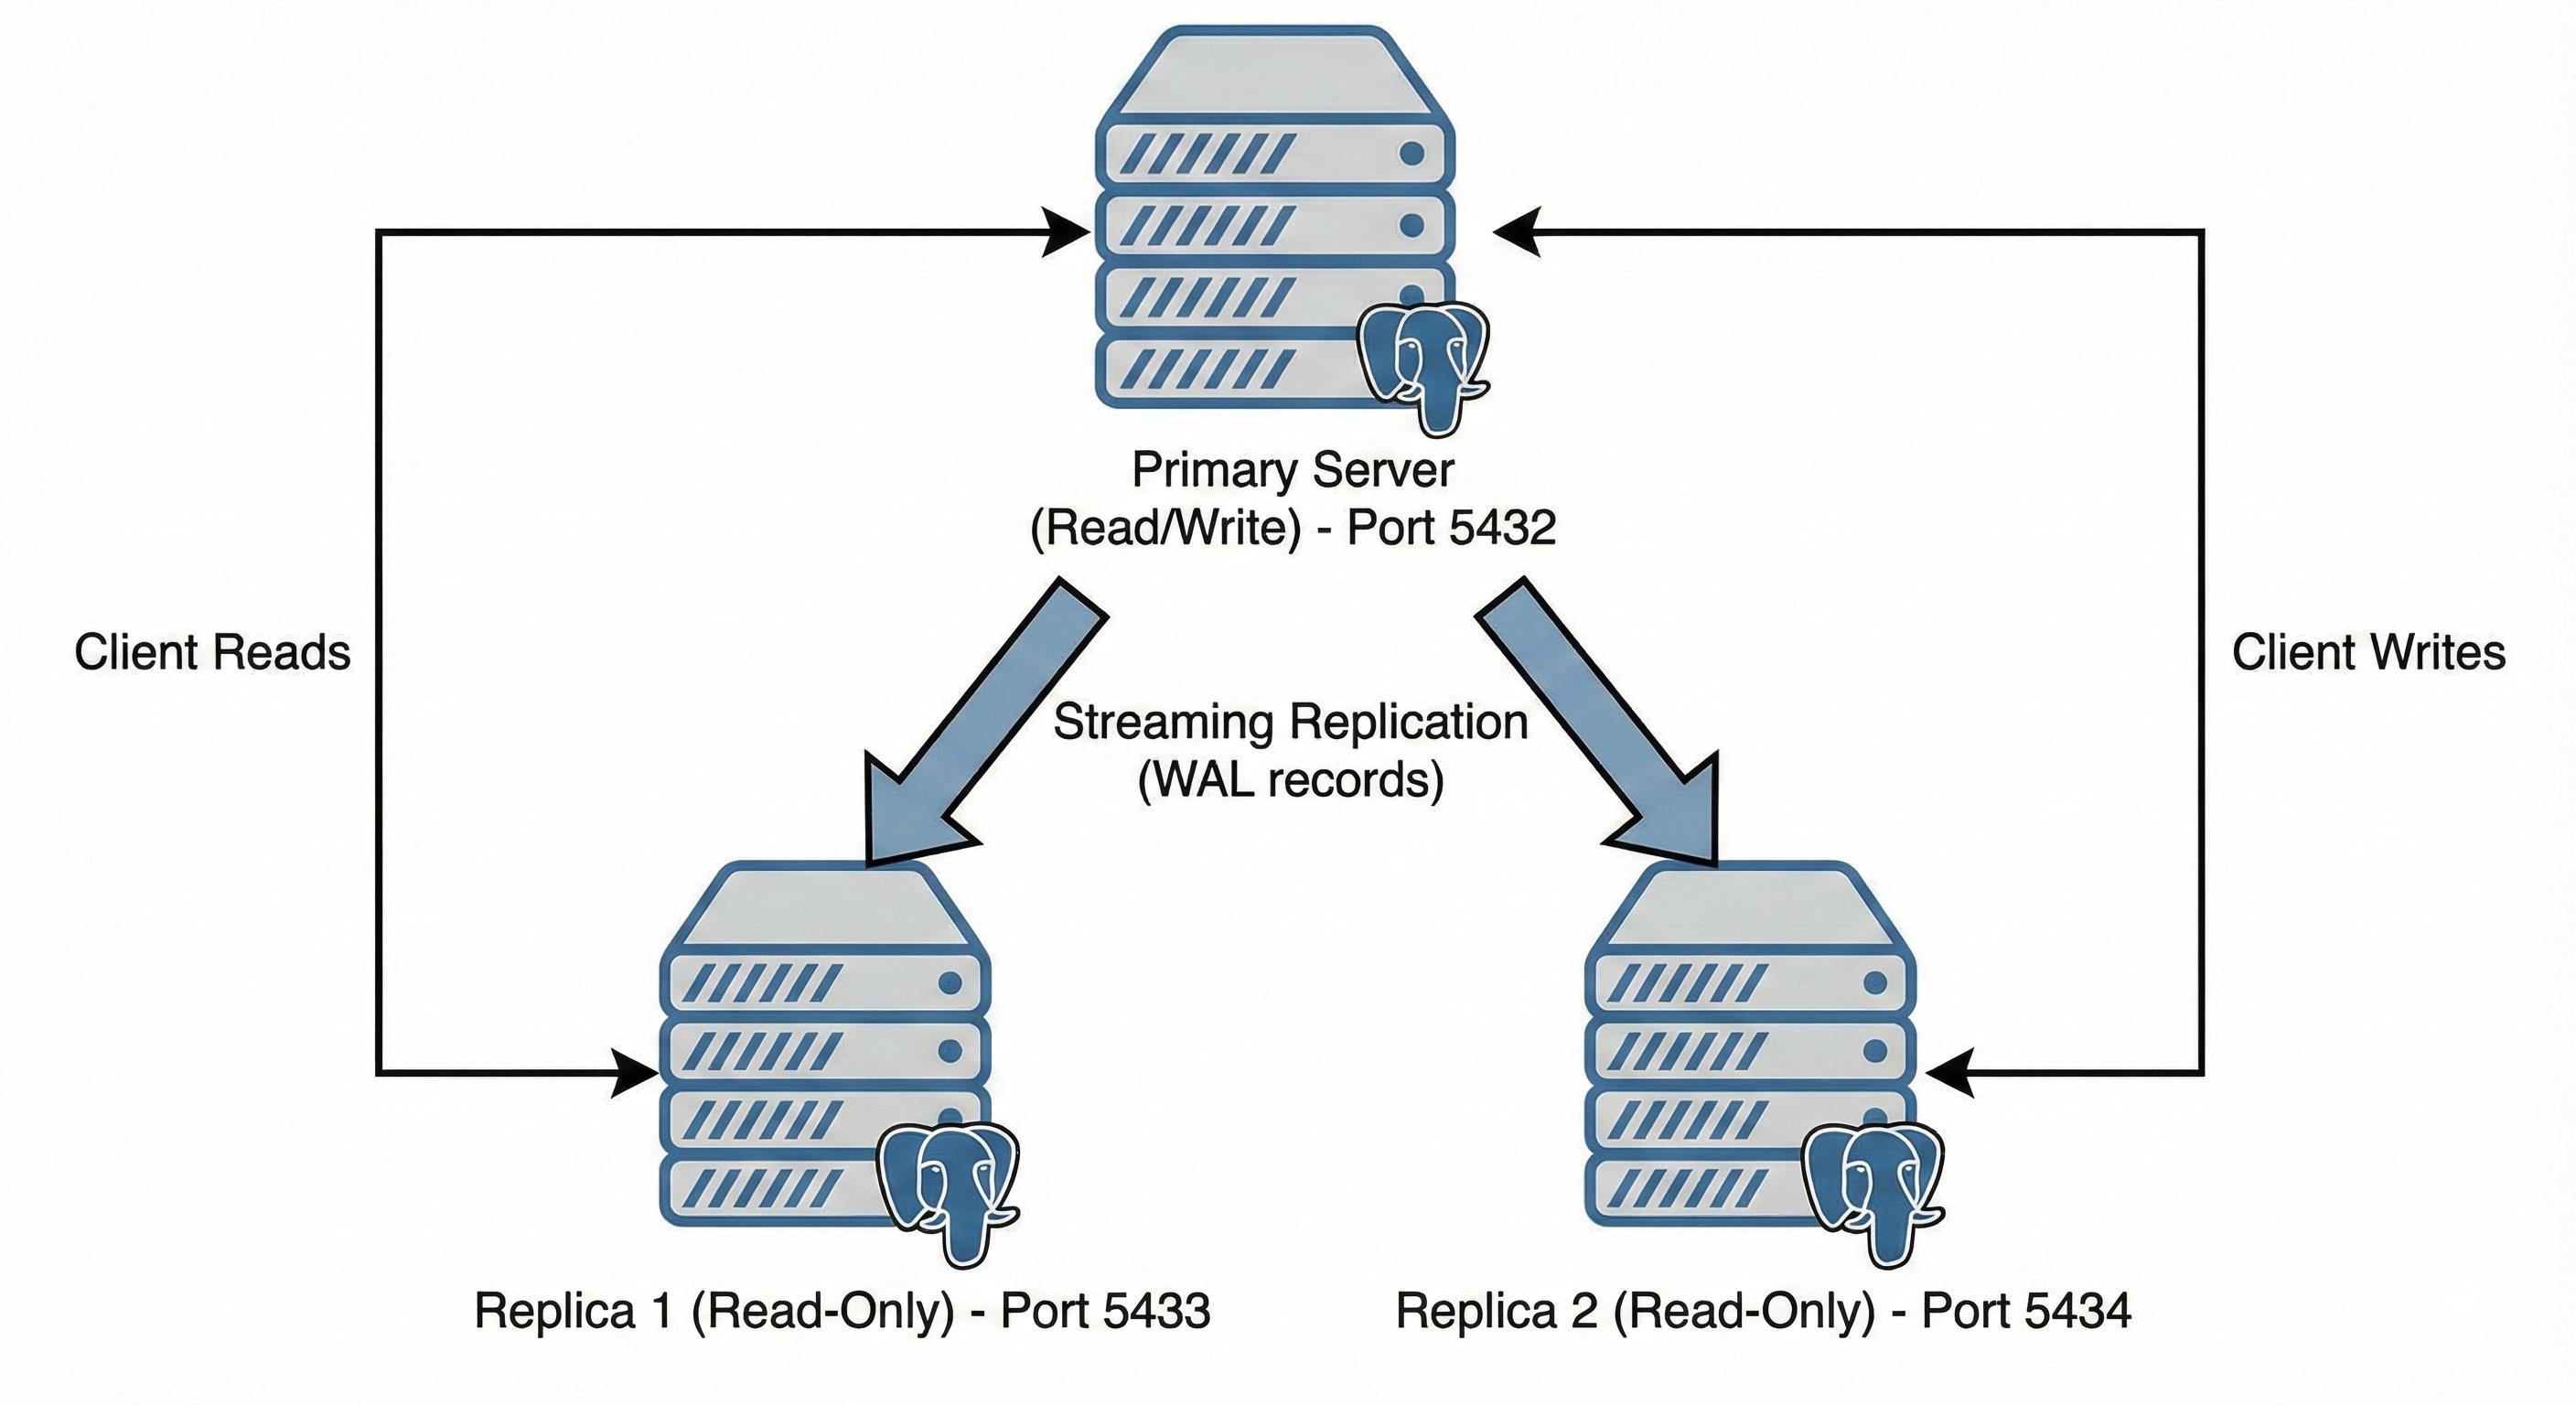 Primary Server
(Read/Write) - Port 5432
Client Reads
Client Writes
Streaming Replication
(WAL records)
Replica 1 (Read-Only) - Port 5433
Replica 2 (Read-Only) - Port 5434